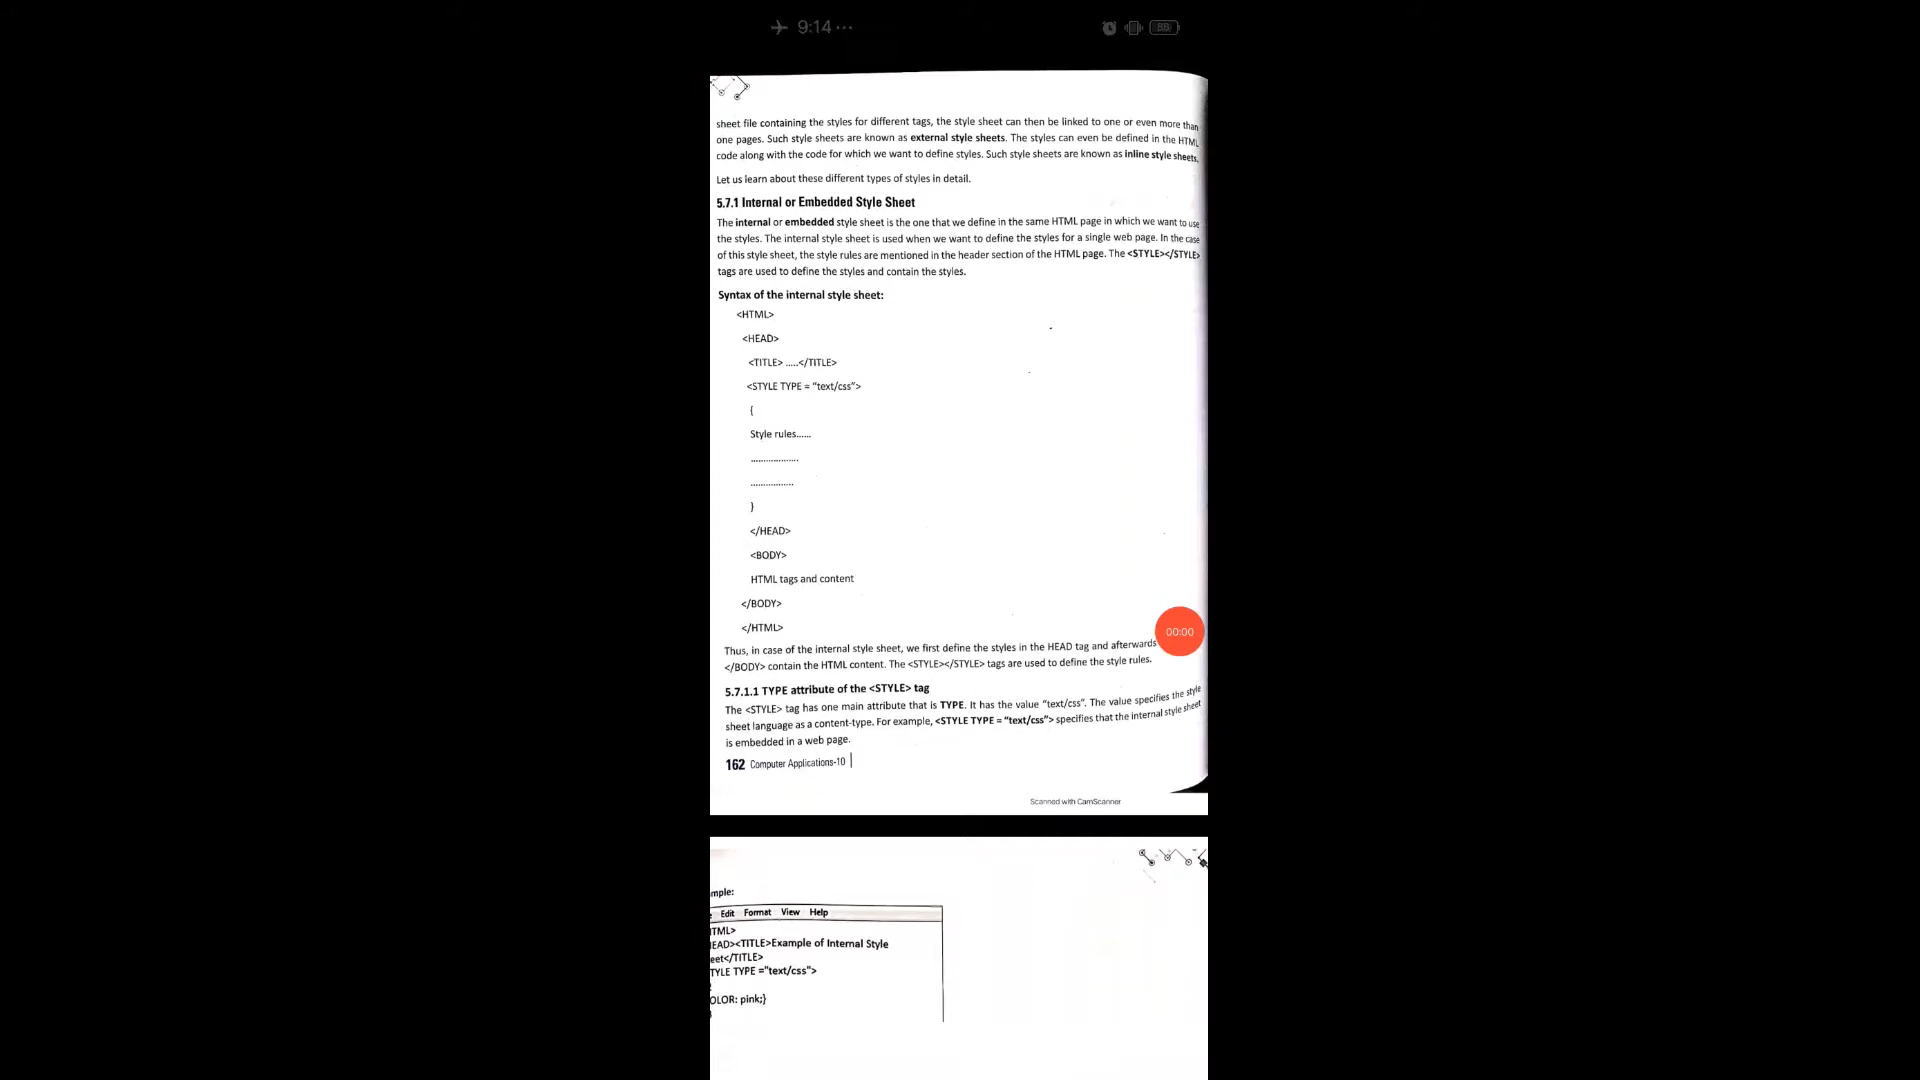 9:14 ...
88
sheet file containing the styles for different tags, the style sheet can then be linked to one or even more than
one pages. Such style sheets are known as external style sheets. The styles can even be defined in the HTML
code along with the code for which we want to define styles. Such style sheets are known as inline style sheets.
Let us learn about these different types of styles in detail.
5.7.1 Internal or Embedded Style Sheet
The internal or embedded style sheet is the one that we define in the same HTML page in which we want to use
the styles. The internal style sheet is used when we want to define the styles for a single web page. In the case
of this style sheet, the style rules are mentioned in the header section of the HTML page. The <STYLE></STYLE>
tags are used to define the styles and contain the styles.
Syntax of the internal style sheet:
<HTML>
<HEAD>
<TITLE> .....</TITLE>
<STYLE TYPE = "text/css">
{
Style rules......
...................
.................
}
</HEAD>
<BODY>
HTML tags and content
</BODY>
</HTML>
00:00
Thus, in case of the internal style sheet, we first define the styles in the HEAD tag and afterwards
</BODY> contain the HTML content. The <STYLE></STYLE> tags are used to define the style rules.
5.7.1.1 TYPE attribute of the <STYLE> tag
The <STYLE> tag has one main attribute that is TYPE. It has the value "text/css". The value specifies the style
sheet language as a content-type. For example, <STYLE TYPE = "text/css"> specifies that the internal style sheet
is embedded in a web page.
162 Computer Applications-10
Scanned with CamScanner
mple:
Edit Format View Help
TML>
EAD><TITLE>Example of Internal Style
eet</TITLE>
TYLE TYPE ="text/css">
OLOR: pink;}